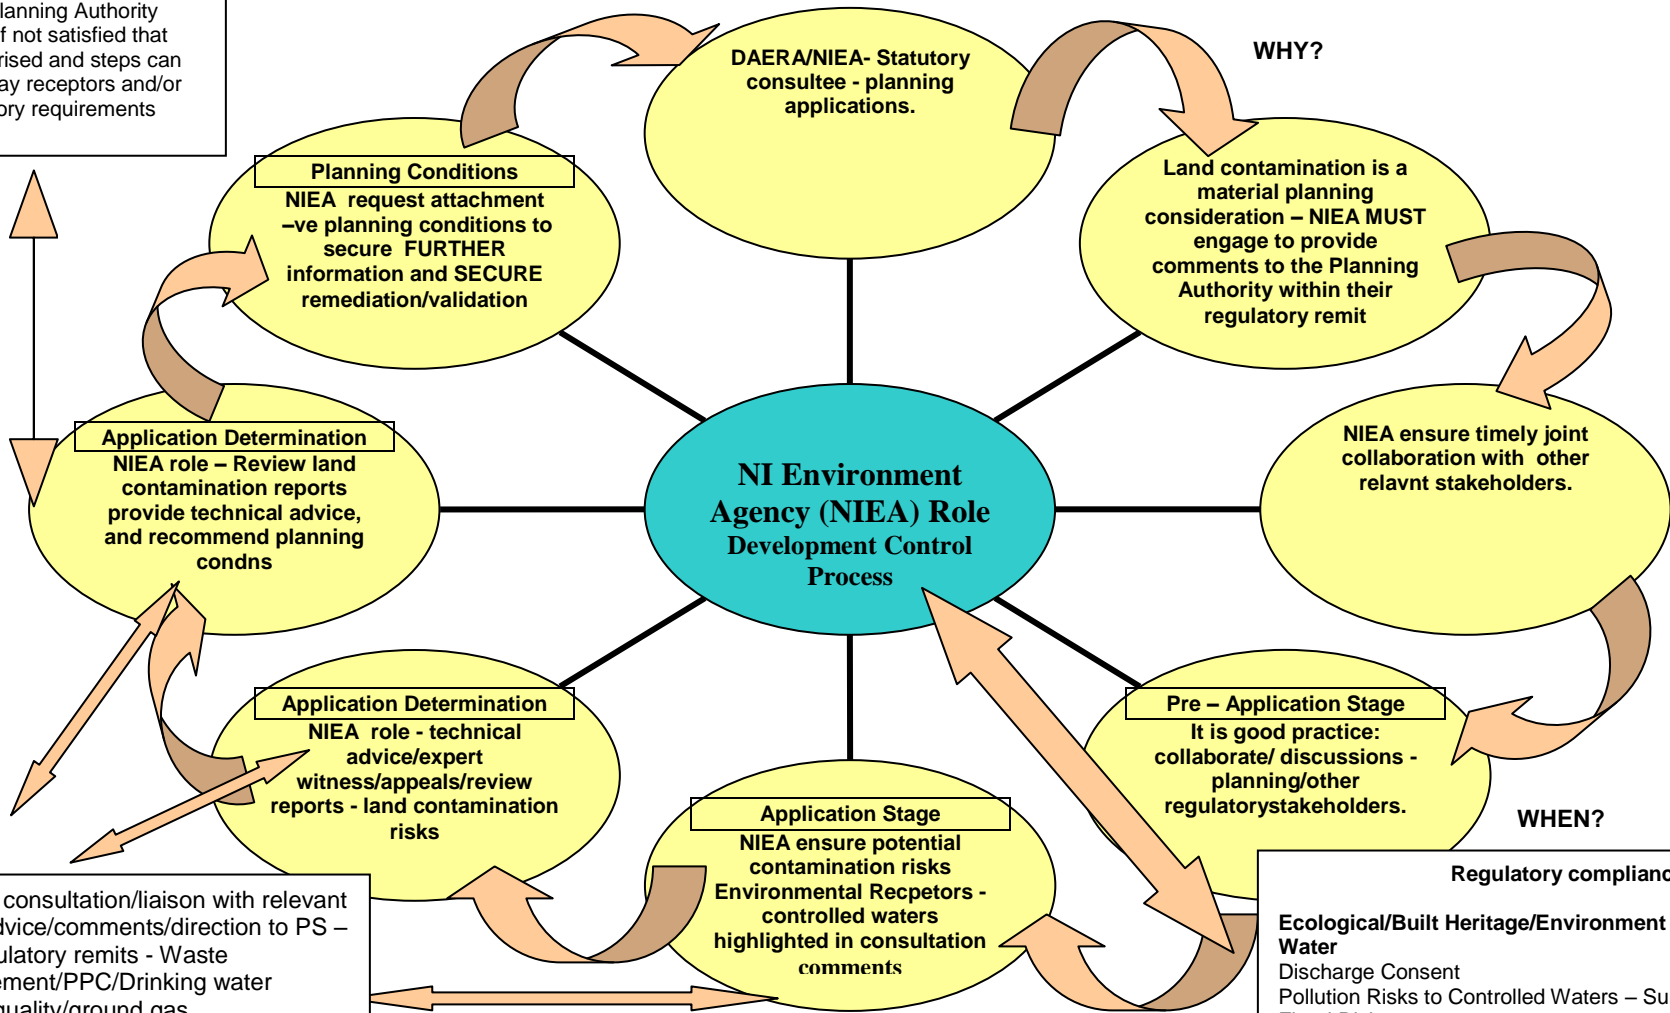 lanning Authority
f not satisfied that
rised and steps can
ay receptors and/or
ory requirements
DAERA/NIEA- Statutory
consultee - planning
applications.
WHY?
Land contamination is a
material planning
consideration – NIEA MUST
engage to provide
comments to the Planning
Authority within their
regulatory remit
NIEA ensure timely joint
collaboration with other
relavnt stakeholders.
Pre – Application Stage
It is good practice:
collaborate/ discussions -
planning/other
regulatorystakeholders.
WHEN?
Application Stage
NIEA ensure potential
contamination risks
Environmental Recpetors -
controlled waters
highlighted in consultation
comments
Application Determination
NIEA role - technical
advice/expert
witness/appeals/review
reports - land contamination
risks
Application Determination
NIEA role – Review land
contamination reports
provide technical advice,
and recommend planning
condns
Planning Conditions
NIEA request attachment
–ve planning conditions to
secure FURTHER
information and SECURE
remediation/validation
NI Environment
Agency (NIEA) Role
Development Control
Process
consultation/liaison with relevant
dvice/comments/direction to PS –
ulatory remits - Waste
ement/PPC/Drinking water
quality/ground gas
Regulatory complianc
Ecological/Built Heritage/Environment
Water
Discharge Consent
Pollution Risks to Controlled Waters – Su